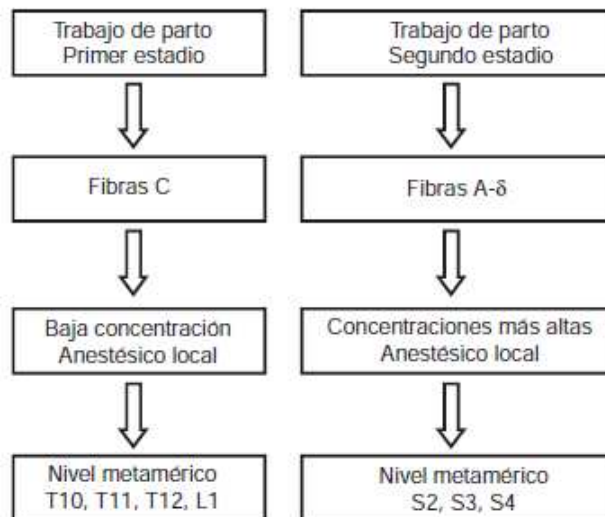 Trabajo de parto
Primer estadio
Fibras C
Baja concentración
Anestésico local
Nivel metamérico
T10, T11, T12, L1
Trabajo de parto
Segundo estadio
Fibras A-δ
Concentraciones más altas
Anestésico local
Nivel metamérico
S2, S3, S4